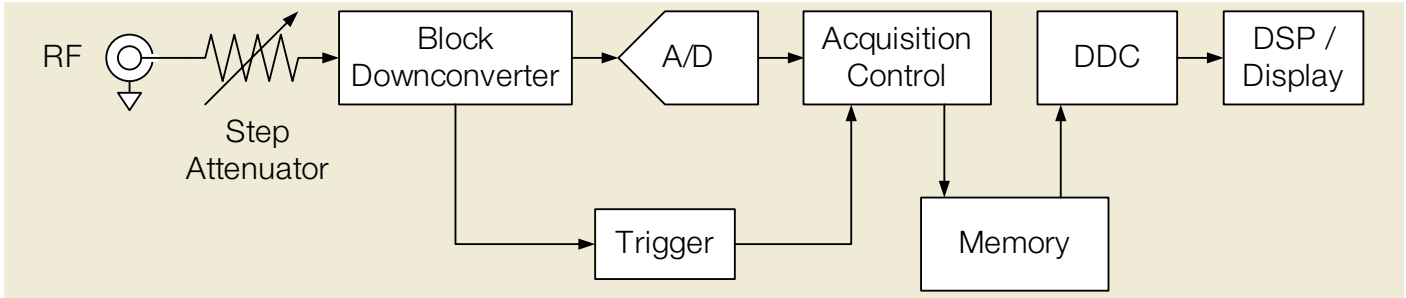 RF
Step
Attenuator
Block
Downconverter
A/D
Acquisition
Control
DDC
DSP /
Display
Trigger
Memory